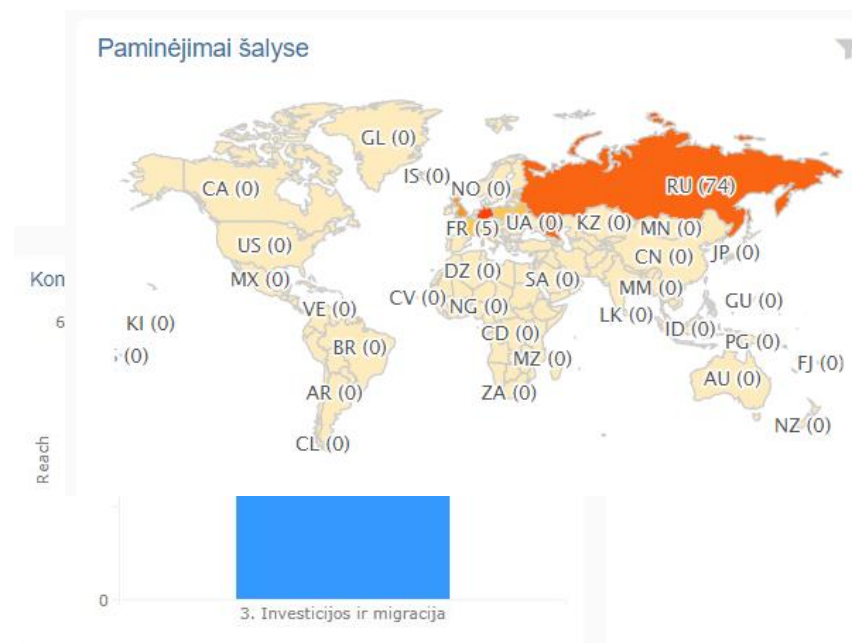 Paminėjimai šalyse
GL (0)
IS (0)
NO (0)
CA (0)
RU (74)
FR (5)
UA (0)
KZ (0)
MN (0)
US (0)
CN (0)
JP (0)
Kon
MX (0)
DZ (0)
SA (0)
MM (0)
CV (0)
NG (0)
GU (0)
VE (0)
LK (0)
6
KI (0)
CD (0)
ID (0)
PG (0)
(0)
BR (0)
MZ (0)
FJ (0)
AU (0)
AR (0)
ZA (0)
NZ (0)
CL (0)
Reach
0
3. Investicijos ir migracija